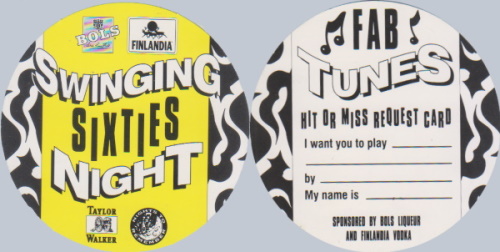 BOLS
FINLANDIA
SWINGING
SIXTIES
NIGHT
TAYLOR
WALKER
FAB
TUNES
HIT OR MISS REQUEST CARD
I want you to play
by
My name is
SPONSORED BY BOLS LIQUEUR
AND FINLANDIA VODKA